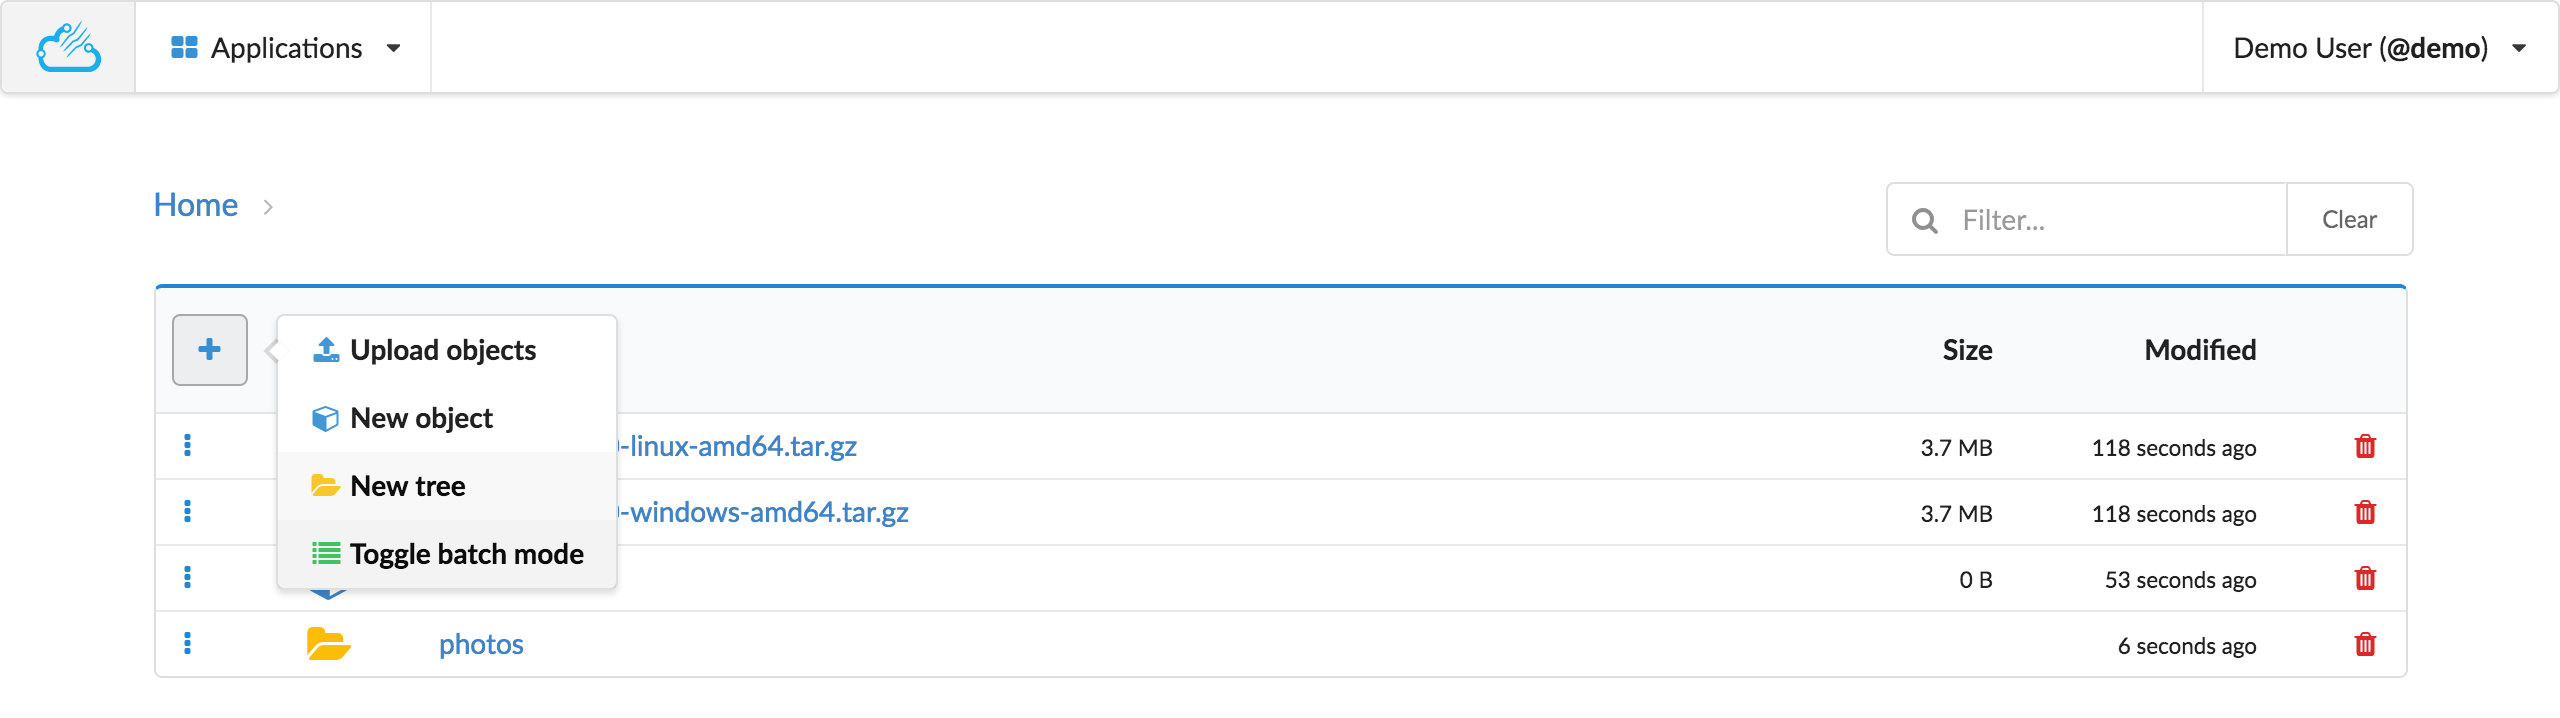 Applications
Demo User (@demo)
Home
Filter...
Clear
Upload objects
Size
Modified
New object
-linux-amd64.tar.gz
3.7 MB
118 seconds ago
New tree
-windows-amd64.tar.gz
3.7 MB
118 seconds ago
Toggle batch mode
0 B
53 seconds ago
photos
6 seconds ago